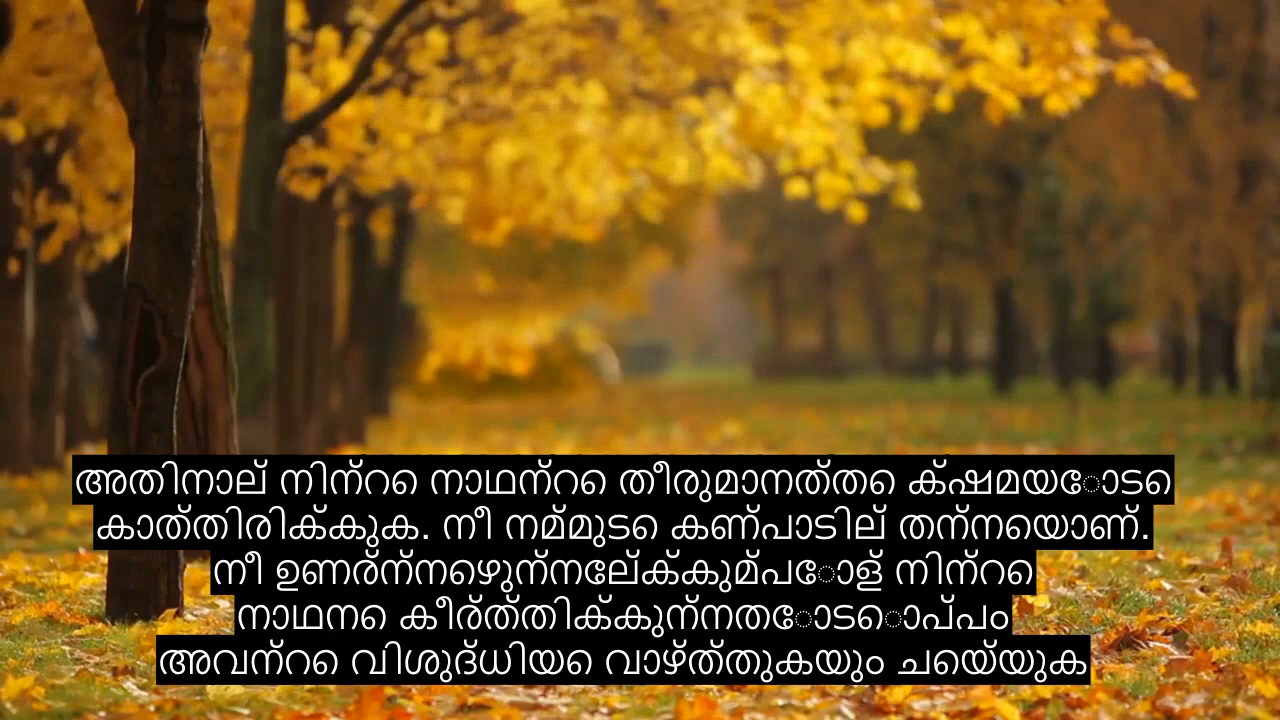 അതിനാല് നിന്റെ നാഥന്റെ തീരുമാനത്തെ ക്ഷമയോടെ
കാത്തിരിക്കുക. നീ നമ്മുടെ കണ്പാടില് തന്നെയാണ്.
നീ ഉണര്ന്നെഴുന്നേല്ക്കുമ്പോള് നിന്റെ
നാഥനെ കീര്ത്തിക്കുന്നതോടൊപ്പം
അവന്റെ വിശുദ്ധിയെ വാഴ്ത്തുകയും ചെയ്യുക